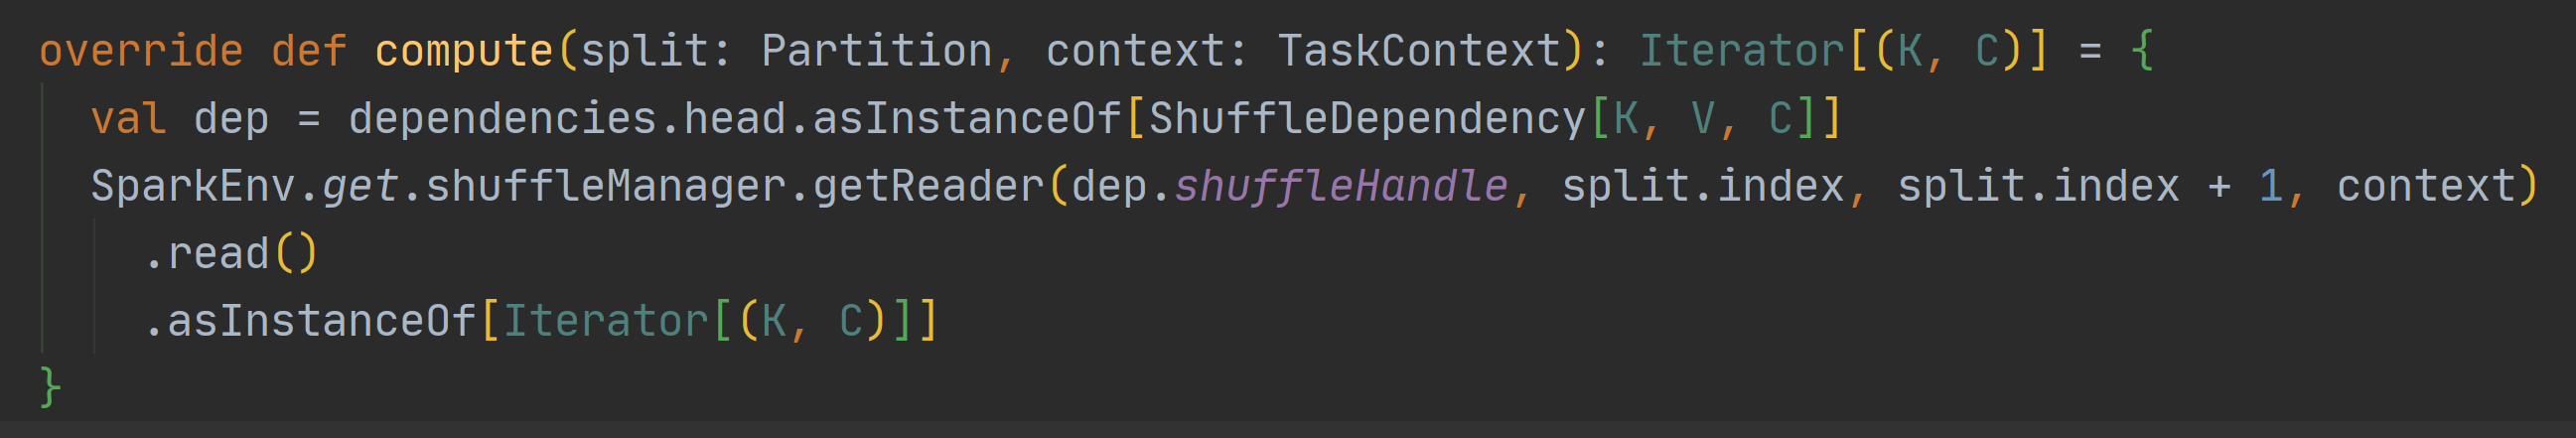 override def compute(split: Partition, context: TaskContext): Iterator[(K, C)] = {
  val dep = dependencies.head.asInstanceOf[ShuffleDependency[K, V, C]]
  SparkEnv.get.shuffleManager.getReader(dep.shuffleHandle, split.index, split.index + 1, context)
    .read()
    .asInstanceOf[Iterator[(K, C)]]
}